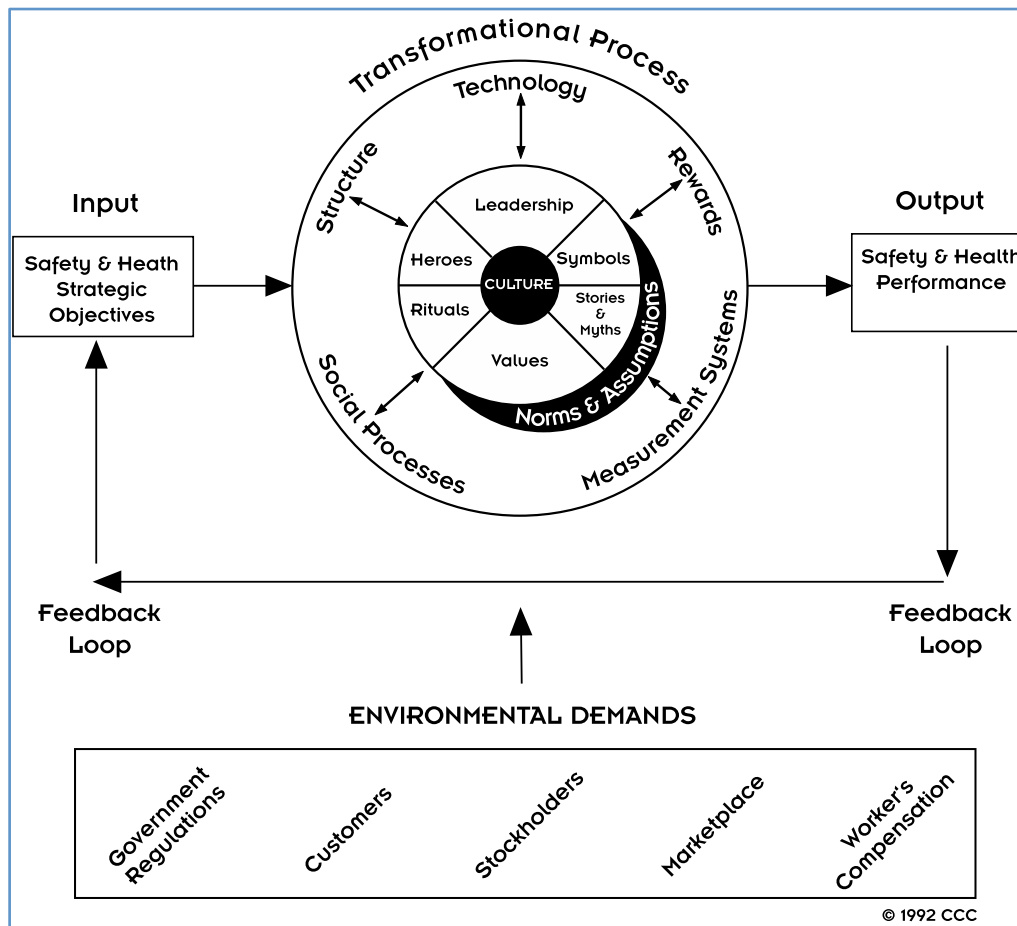 Transformational Process
Technology
Structure
Rewards
Input
Output
Leadership
Safety & Heath
Strategic
Objectives
Heroes
Symbols
CULTURE
Safety & Health
Performance
Rituals
Stories
&
Myths
Values
Norms & Assumptions
Social Processes
Measurement Systems
Feedback
Loop
Feedback
Loop
ENVIRONMENTAL DEMANDS
Government
Regulations
Customers
Stockholders
Marketplace
Worker's
Compensation
© 1992 CCC